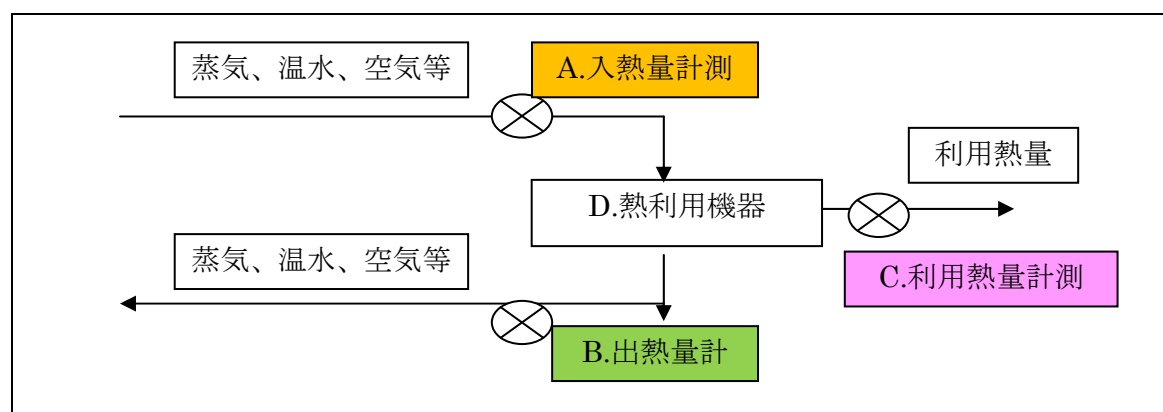 蒸気、温水、空気等
A.入熱量計測
利用熱量
D.熱利用機器
蒸気、温水、空気等
C.利用熱量計測
B.出熱量計